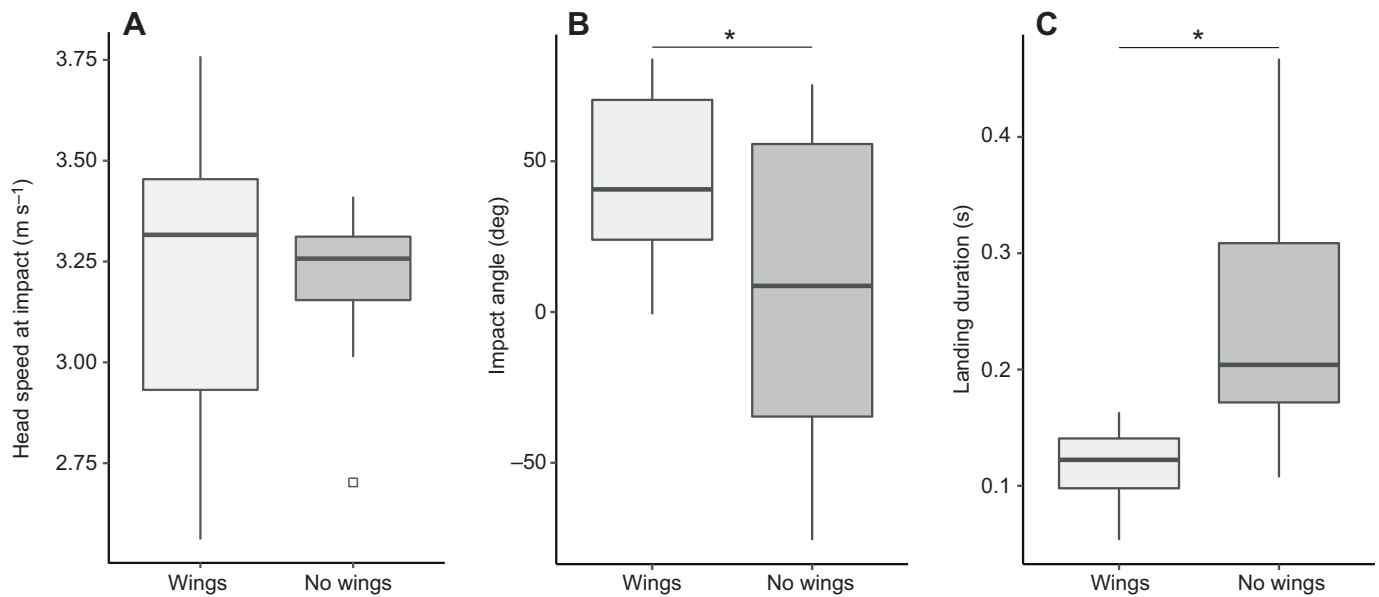 A
Head speed at impact (m s⁻¹)
3.75
3.50
3.25
3.00
2.75
Wings
No wings
B
*
Impact angle (deg)
50
0
–50
Wings
No wings
C
*
Landing duration (s)
0.4
0.3
0.2
0.1
Wings
No wings